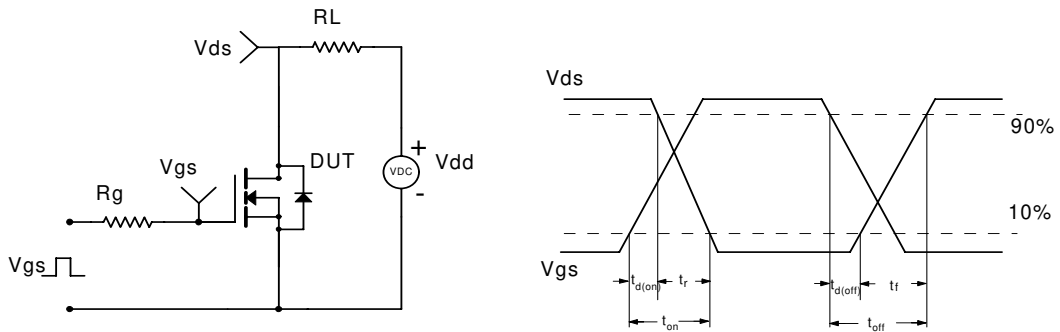 RL
Vds
Vgs
DUT
+
VDC
Vdd
-
Rg
Vgs
Vds
90%
10%
Vgs
td(on)
tr
td(off)
tf
ton
toff